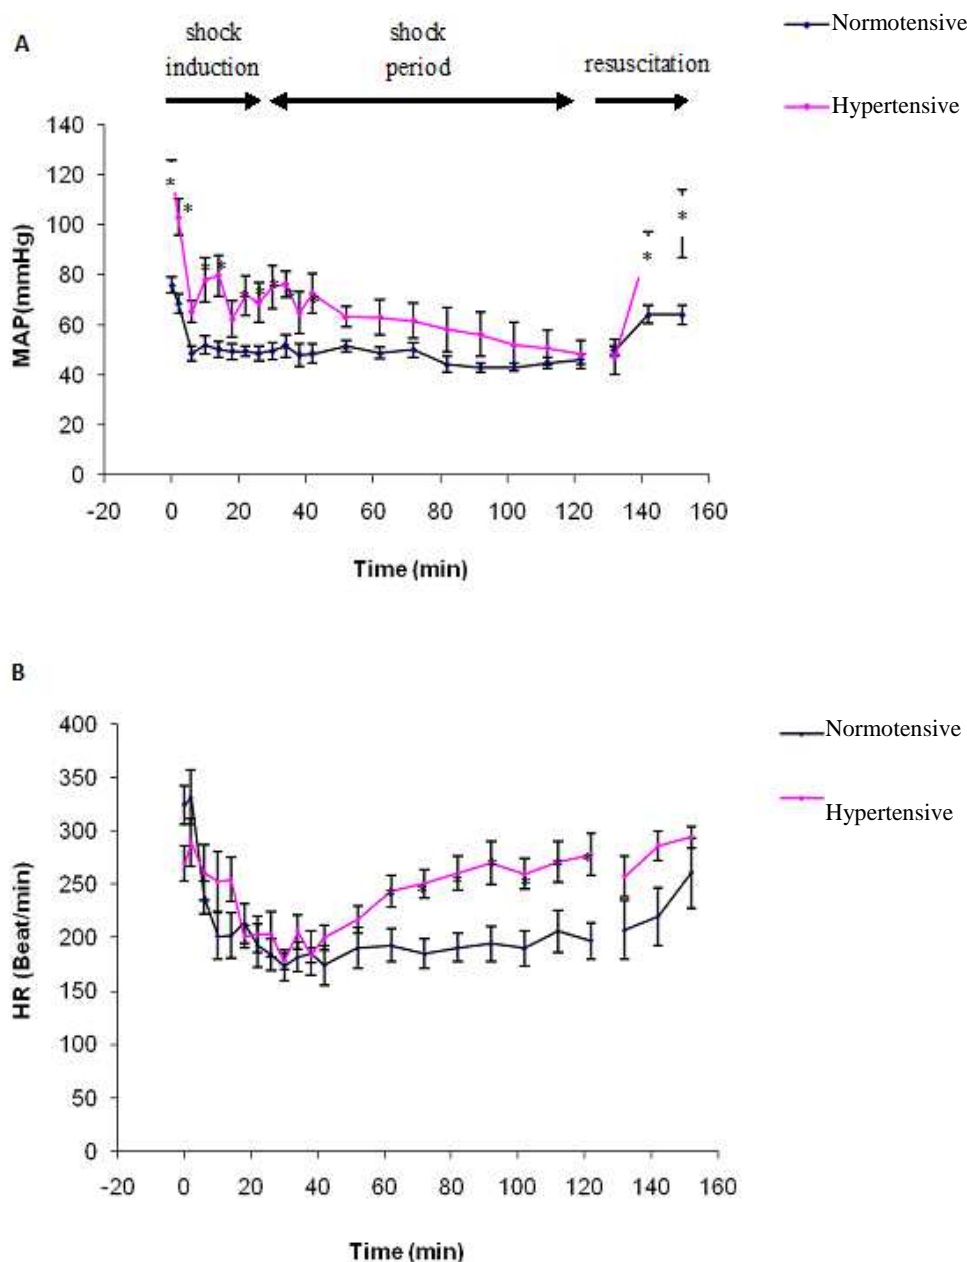 A
shock
induction
shock
period
resuscitation
Normotensive
Hypertensive
140
120
100
80
60
40
20
0
MAP(mmHg)
-20 0 20 40 60 80 100 120 140 160
Time (min)
B
400
350
300
250
200
150
100
50
0
HR (Beat/min)
-20 0 20 40 60 80 100 120 140 160
Time (min)
Normotensive
Hypertensive